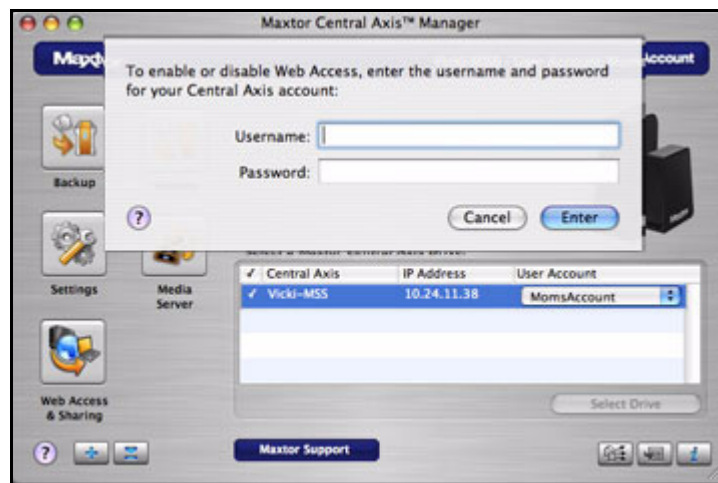 Maxtor Central Axis™ Manager
Account
To enable or disable Web Access, enter the username and password
for your Central Axis account:
Username:
Password:
?
Cancel
Enter
Backup
Settings
Media
Server
Web Access
& Sharing
✓ Central Axis
IP Address
User Account
✓ Vicki-MSS
10.24.11.38
MomsAccount
Select Drive
?
Maxtor Support
i